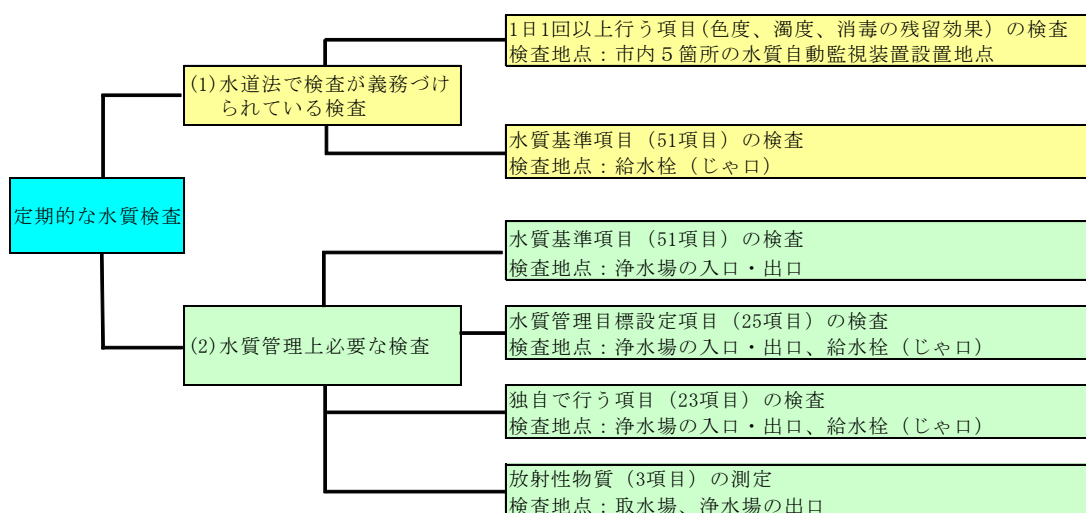 定期的な水質検査
(1)水道法で検査が義務づけ
られている検査
1日1回以上行う項目(色度、濁度、消毒の残留効果）の検査
検査地点：市内５箇所の水質自動監視装置設置地点
水質基準項目（51項目）の検査
検査地点：給水栓（じゃ口）
(2)水質管理上必要な検査
水質基準項目（51項目）の検査
検査地点：浄水場の入口・出口
水質管理目標設定項目（25項目）の検査
検査地点：浄水場の入口・出口、給水栓（じゃ口）
独自で行う項目（23項目）の検査
検査地点：浄水場の入口・出口、給水栓（じゃ口）
放射性物質（3項目）の測定
検査地点：取水場、浄水場の出口